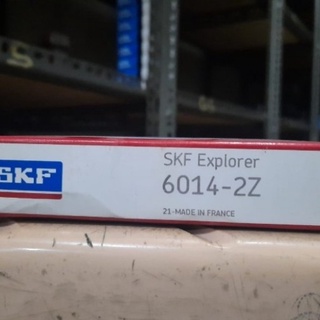 SKF
SKF Explorer
6014-2Z
21-MADE IN FRANCE